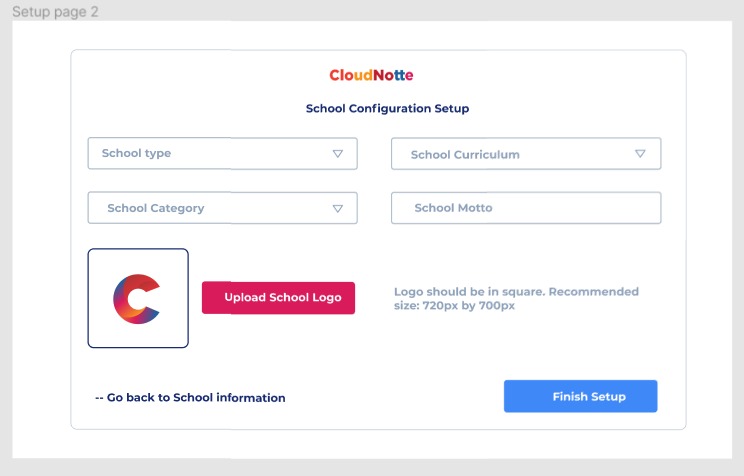 Setup page 2
CloudNotte
School Configuration Setup
School type
School Curriculum
School Category
School Motto
Upload School Logo
Logo should be in square. Recommended
size: 720px by 700px
-- Go back to School information
Finish Setup